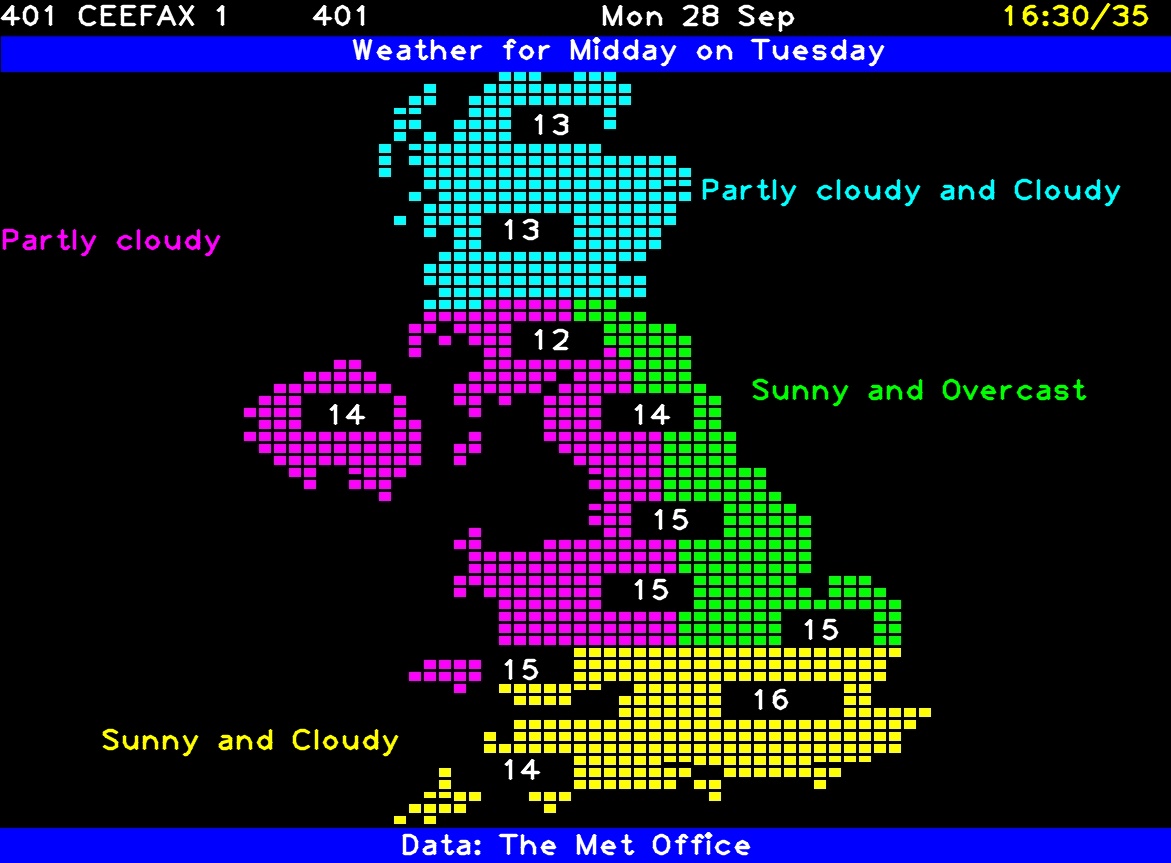 401 CEEFAX 1 401 Mon 28 Sep 16:30/35
Weather for Midday on Tuesday
13
Partly cloudy and Cloudy
13
Partly cloudy
12
Sunny and Overcast
14 14
15
15
15
15
16
Sunny and Cloudy
14
Data: The Met Office